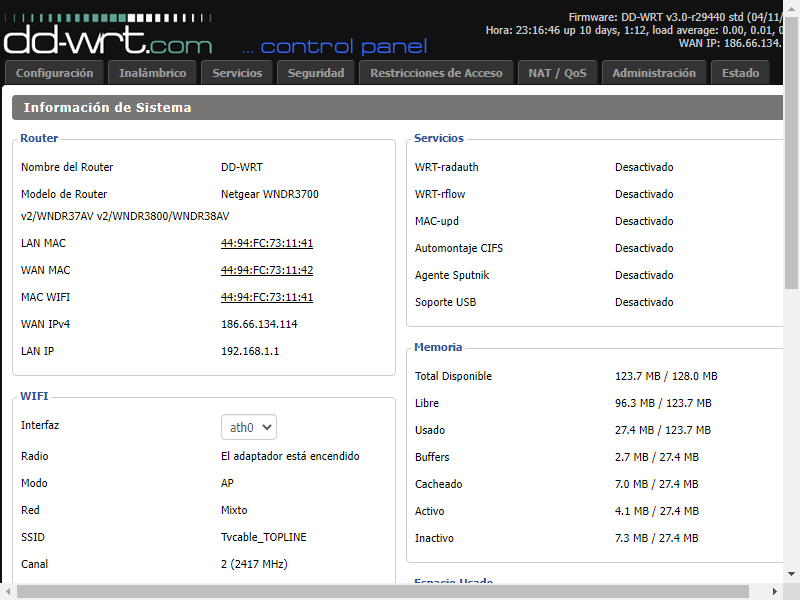 dd-wrt.com ... control panel
Firmware: DD-WRT v3.0-r29440 std (04/11/
Hora: 23:16:46 up 10 days, 1:12, load average: 0.00, 0.01, 0
WAN IP: 186.66.134.
Configuración Inalámbrico Servicios Seguridad Restricciones de Acceso NAT / QoS Administración Estado
Información de Sistema
Router
Nombre del Router DD-WRT
Modelo de Router Netgear WNDR3700
v2/WNDR37AV v2/WNDR3800/WNDR38AV
LAN MAC 44:94:FC:73:11:41
WAN MAC 44:94:FC:73:11:42
MAC WIFI 44:94:FC:73:11:41
WAN IPv4 186.66.134.114
LAN IP 192.168.1.1
WIFI
Interfaz ath0
Radio El adaptador está encendido
Modo AP
Red Mixto
SSID Tvcable_TOPLINE
Canal 2 (2417 MHz)
Servicios
WRT-radauth Desactivado
WRT-rflow Desactivado
MAC-upd Desactivado
Automontaje CIFS Desactivado
Agente Sputnik Desactivado
Soporte USB Desactivado
Memoria
Total Disponible 123.7 MB / 128.0 MB
Libre 96.3 MB / 123.7 MB
Usado 27.4 MB / 123.7 MB
Buffers 2.7 MB / 27.4 MB
Cacheado 7.0 MB / 27.4 MB
Activo 4.1 MB / 27.4 MB
Inactivo 7.3 MB / 27.4 MB
Espacio Usado